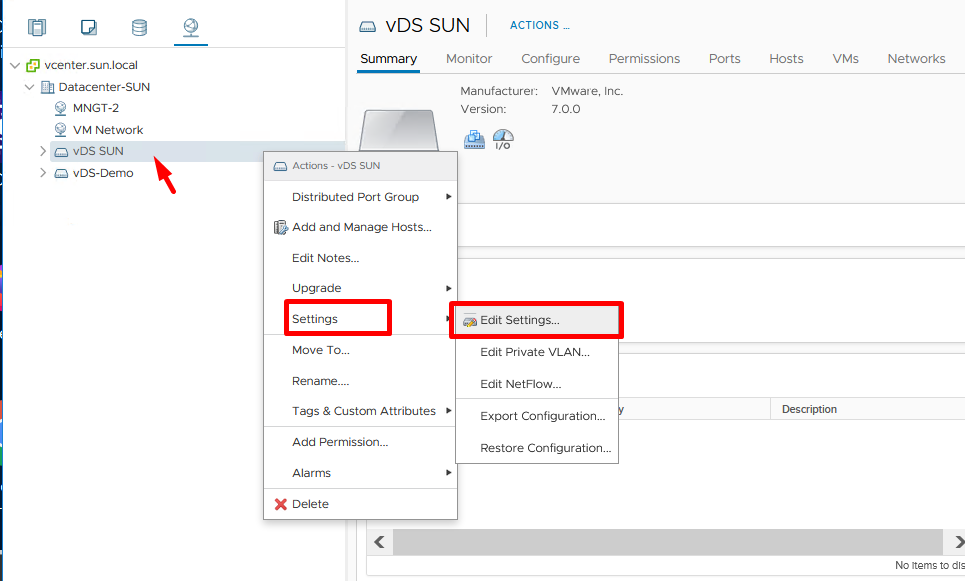 vDS SUN
ACTIONS ...
Summary
Monitor
Configure
Permissions
Ports
Hosts
VMs
Networks
vcenter.sun.local
Datacenter-SUN
MNGT-2
VM Network
vDS SUN
vDS-Demo
Manufacturer: VMware, Inc.
Version: 7.0.0
I/O
Actions - vDS SUN
Distributed Port Group
Add and Manage Hosts...
Edit Notes...
Upgrade
Settings
Move To...
Rename....
Tags & Custom Attributes
Add Permission...
Alarms
Delete
Edit Settings...
Edit Private VLAN...
Edit NetFlow...
Export Configuration...
Restore Configuration...
Description
No items to dis